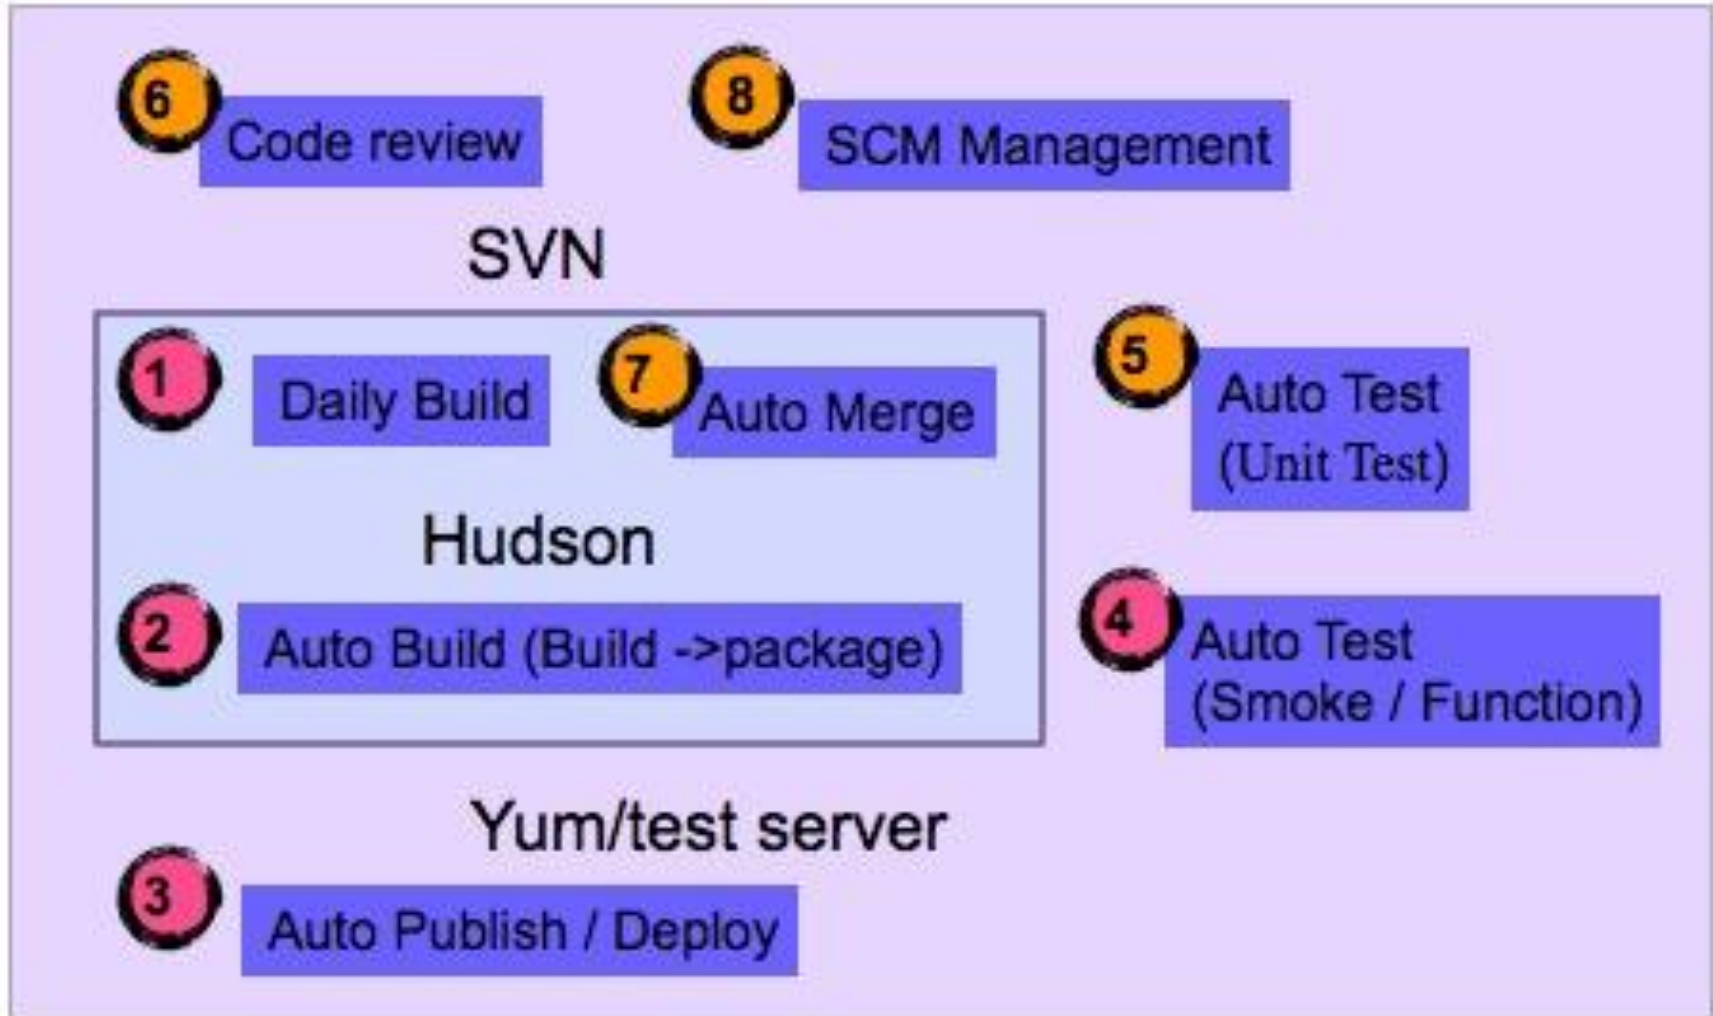 6
Code review
8
SCM Management
SVN
1
Daily Build
7
Auto Merge
5
Auto Test
(Unit Test)
Hudson
2
Auto Build (Build ->package)
4
Auto Test
(Smoke / Function)
Yum/test server
3
Auto Publish / Deploy